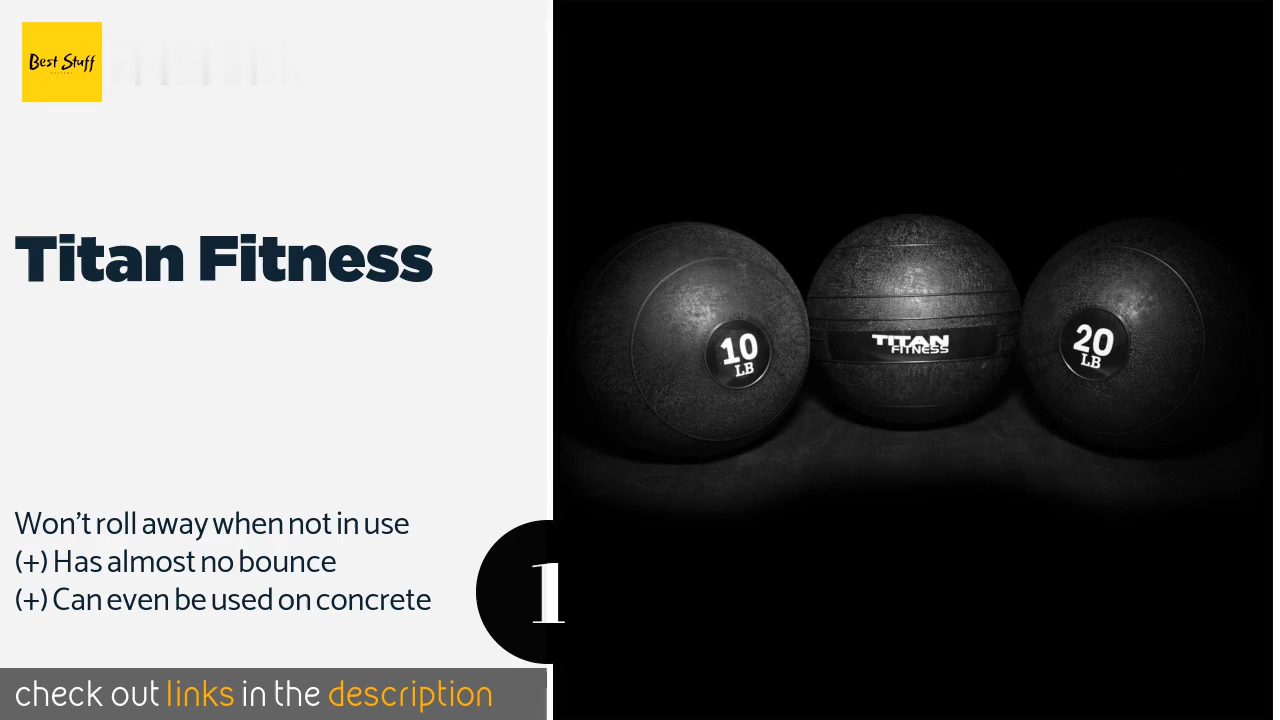 Best Stuff
Titan Fitness
10
LB
TITAN
FITNESS
20
LB
Won't roll away when not in use
(+) Has almost no bounce
(+) Can even be used on concrete
1
check out links in the description